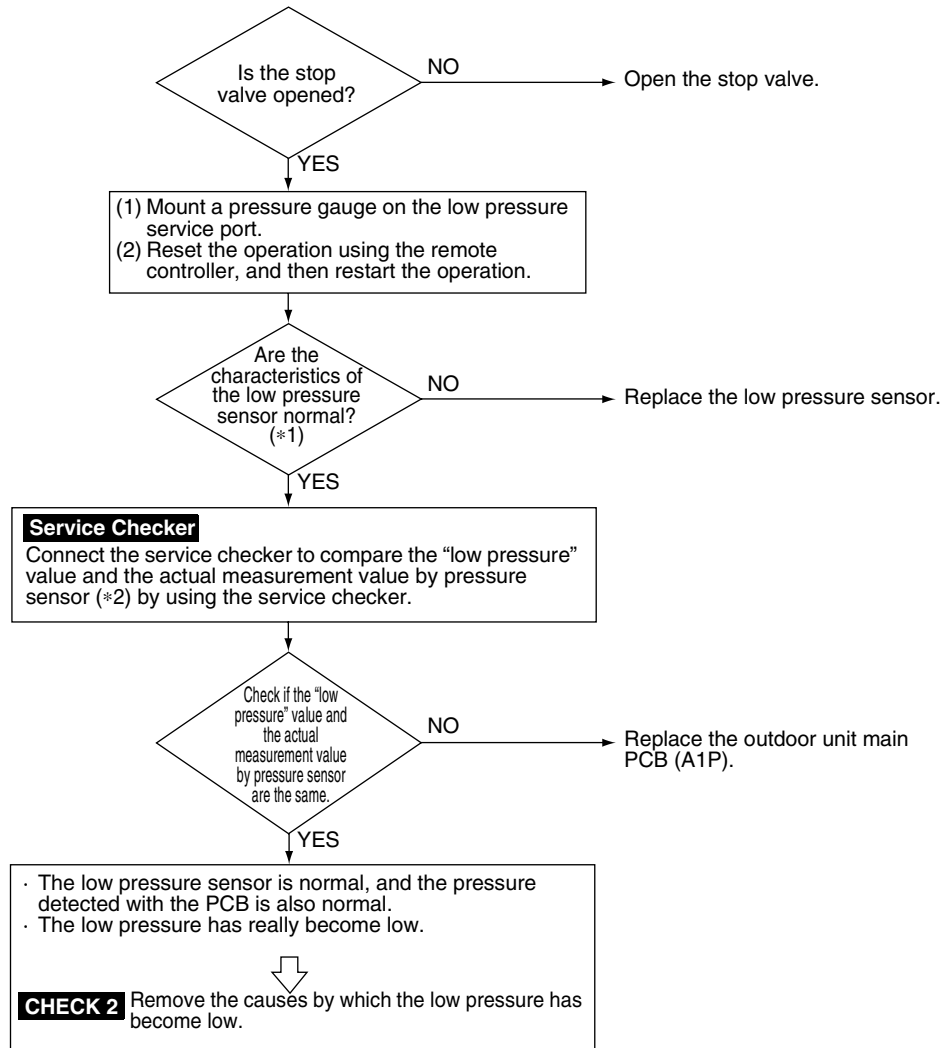 Is the stop
valve opened?
NO
Open the stop valve.
YES
(1) Mount a pressure gauge on the low pressure
service port.
(2) Reset the operation using the remote
controller, and then restart the operation.
Are the
characteristics of
the low pressure
sensor normal?
(*1)
NO
Replace the low pressure sensor.
YES
Service Checker
Connect the service checker to compare the “low pressure”
value and the actual measurement value by pressure
sensor (*2) by using the service checker.
Check if the “low
pressure” value and
the actual
measurement value
by pressure sensor
are the same.
NO
Replace the outdoor unit main
PCB (A1P).
YES
· The low pressure sensor is normal, and the pressure
detected with the PCB is also normal.
· The low pressure has really become low.
CHECK 2 Remove the causes by which the low pressure has
become low.